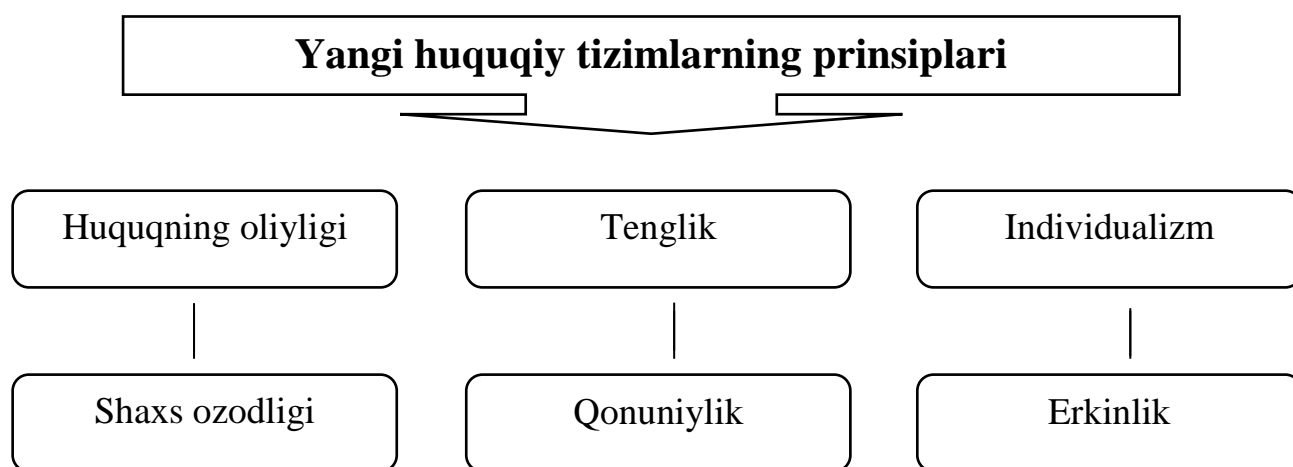 Yangi huquqiy tizimlarning prinsiplari
Huquqning oliyligi
Tenglik
Individualizm
Shaxs ozodligi
Qonuniylik
Erkinlik